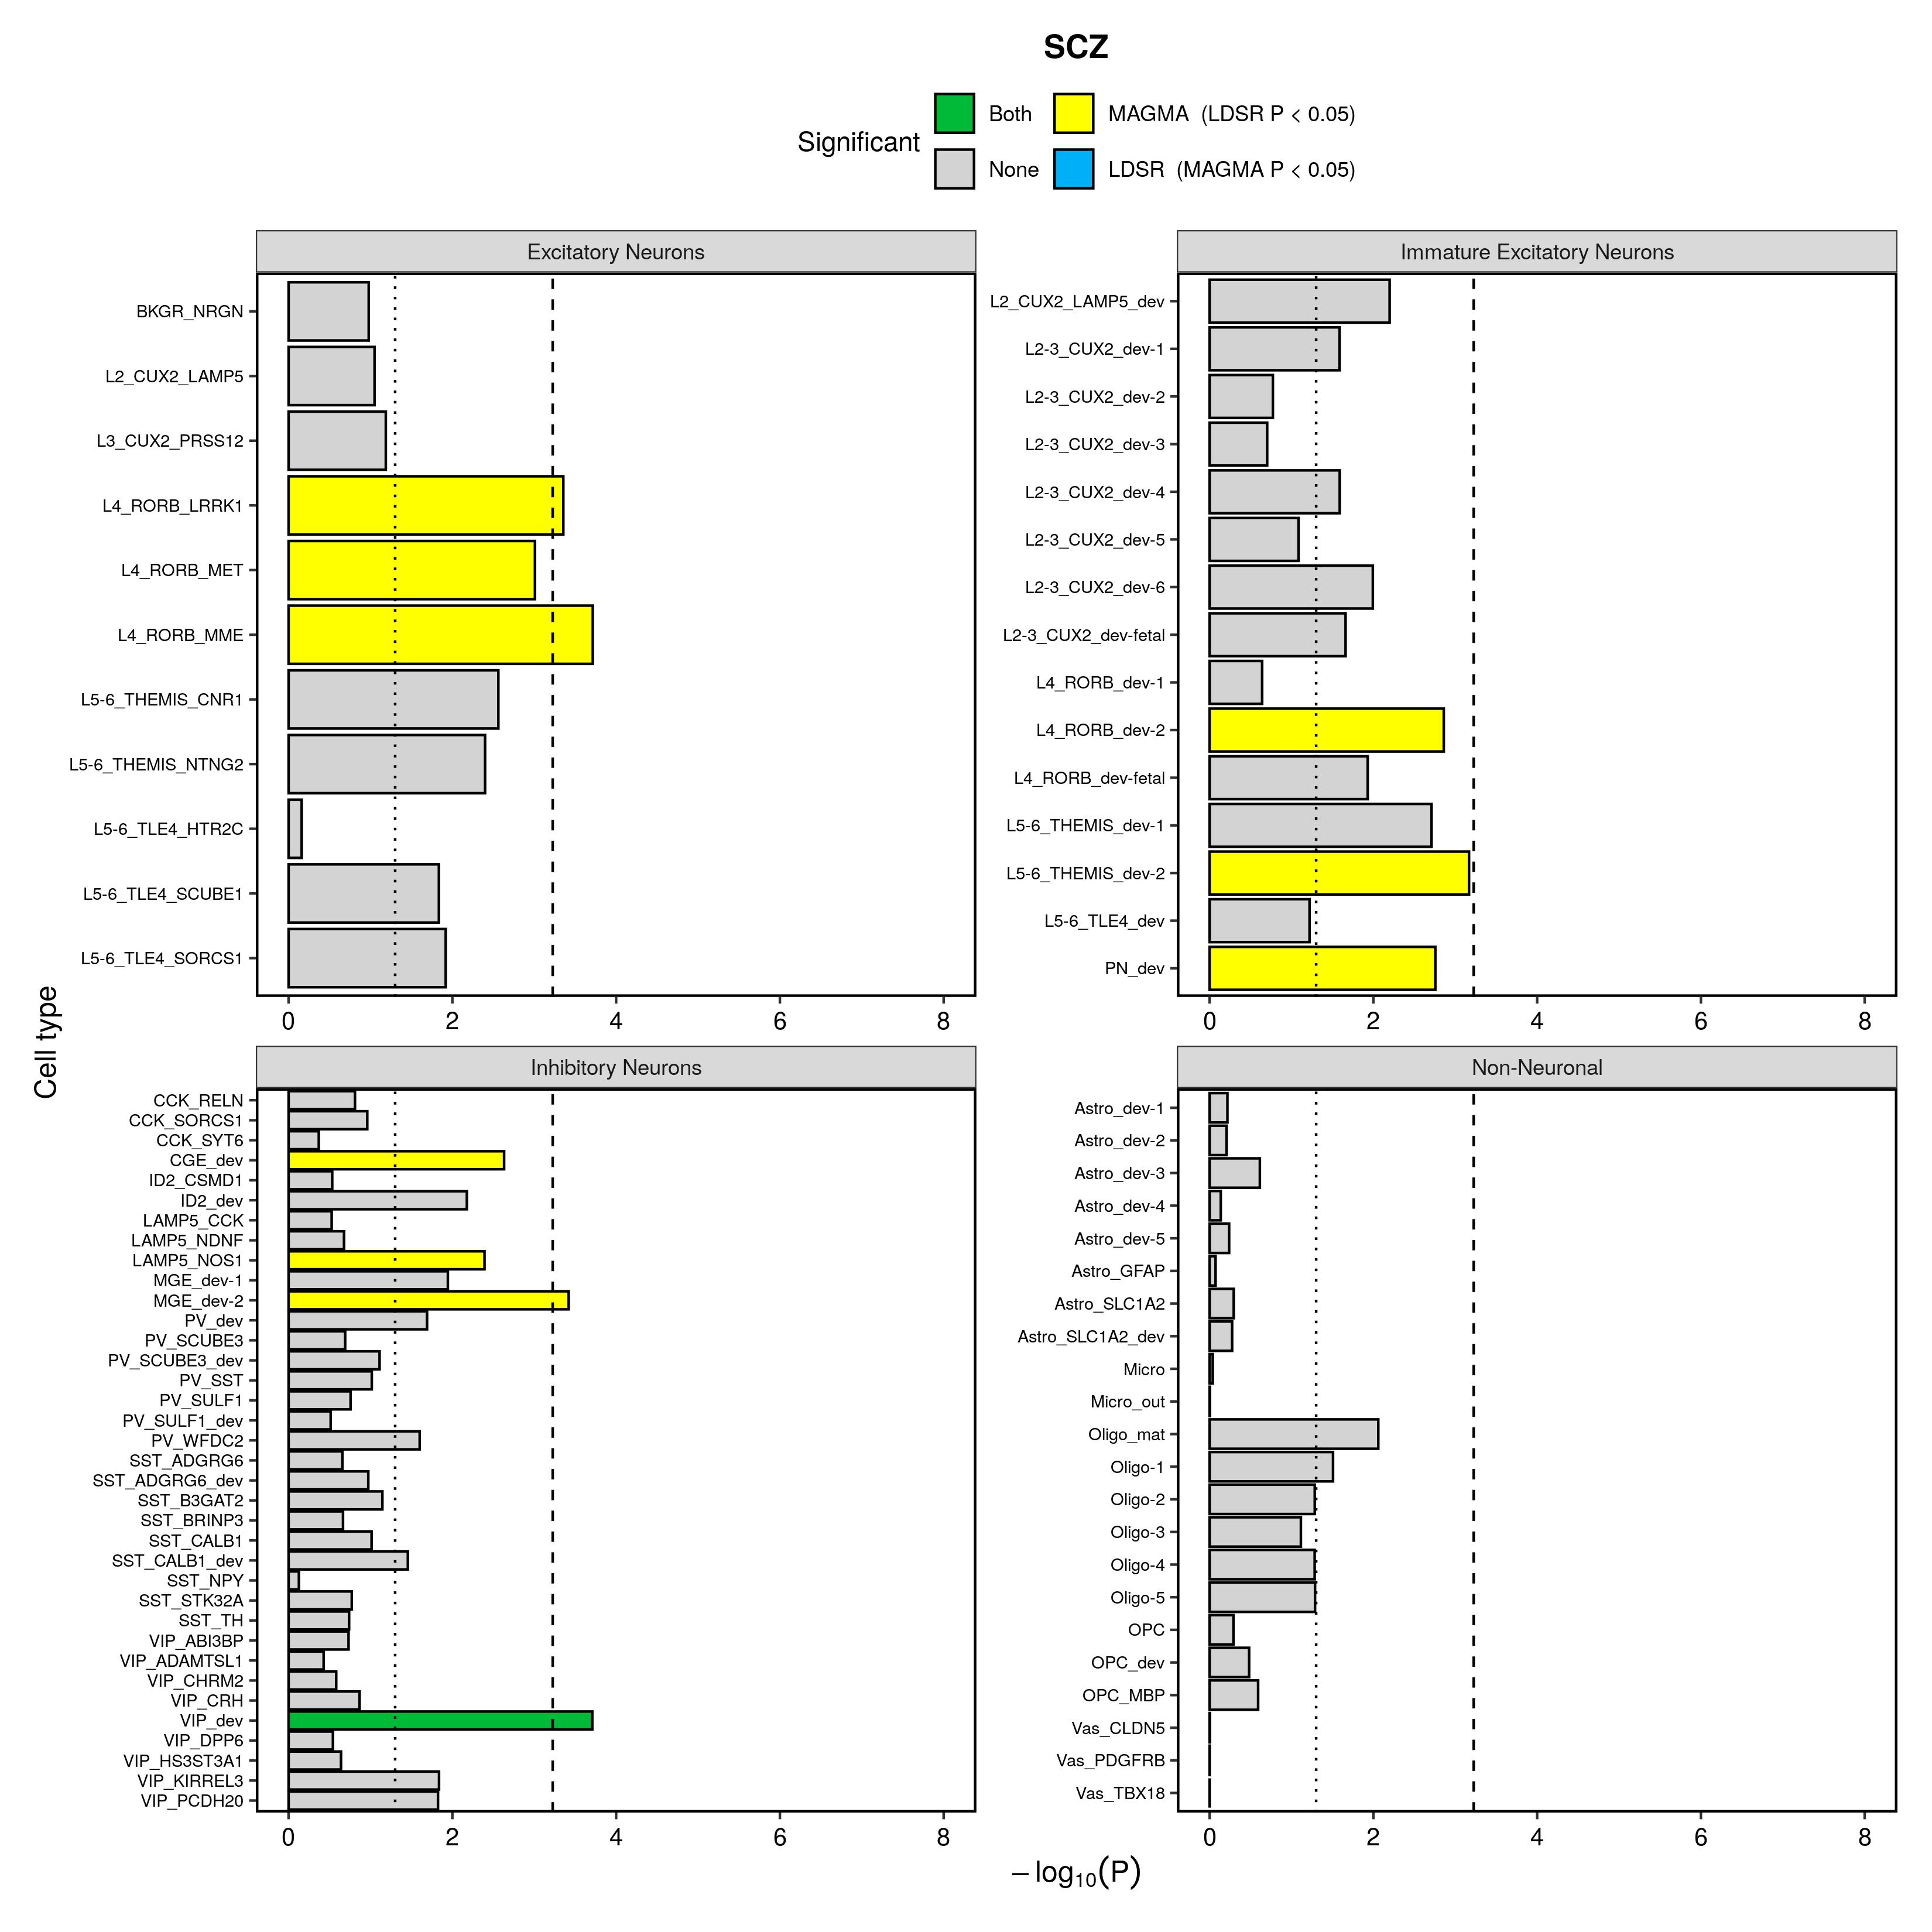 SCZ
Significant
Both
MAGMA (LDSR P < 0.05)
None
LDSR (MAGMA P < 0.05)
Cell type
Excitatory Neurons
BKGR_NRGN
L2_CUX2_LAMP5
L3_CUX2_PRSS12
L4_RORB_LRRK1
L4_RORB_MET
L4_RORB_MME
L5-6_THEMIS_CNR1
L5-6_THEMIS_NTNG2
L5-6_TLE4_HTR2C
L5-6_TLE4_SCUBE1
L5-6_TLE4_SORCS1
0 2 4 6 8
Immature Excitatory Neurons
L2_CUX2_LAMP5_dev
L2-3_CUX2_dev-1
L2-3_CUX2_dev-2
L2-3_CUX2_dev-3
L2-3_CUX2_dev-4
L2-3_CUX2_dev-5
L2-3_CUX2_dev-6
L2-3_CUX2_dev-fetal
L4_RORB_dev-1
L4_RORB_dev-2
L4_RORB_dev-fetal
L5-6_THEMIS_dev-1
L5-6_THEMIS_dev-2
L5-6_TLE4_dev
PN_dev
0 2 4 6 8
Inhibitory Neurons
CCK_RELN
CCK_SORCS1
CCK_SYT6
CGE_dev
ID2_CSMD1
ID2_dev
LAMP5_CCK
LAMP5_NDNF
LAMP5_NOS1
MGE_dev-1
MGE_dev-2
PV_dev
PV_SCUBE3
PV_SCUBE3_dev
PV_SST
PV_SULF1
PV_SULF1_dev
PV_WFDC2
SST_ADGRG6
SST_ADGRG6_dev
SST_B3GAT2
SST_BRINP3
SST_CALB1
SST_CALB1_dev
SST_NPY
SST_STK32A
SST_TH
VIP_ABI3BP
VIP_ADAMTSL1
VIP_CHRM2
VIP_CRH
VIP_dev
VIP_DPP6
VIP_HS3ST3A1
VIP_KIRREL3
VIP_PCDH20
0 2 4 6 8
Non-Neuronal
Astro_dev-1
Astro_dev-2
Astro_dev-3
Astro_dev-4
Astro_dev-5
Astro_GFAP
Astro_SLC1A2
Astro_SLC1A2_dev
Micro
Micro_out
Oligo_mat
Oligo-1
Oligo-2
Oligo-3
Oligo-4
Oligo-5
OPC
OPC_dev
OPC_MBP
Vas_CLDN5
Vas_PDGFRB
Vas_TBX18
0 2 4 6 8
−log₁₀(P)